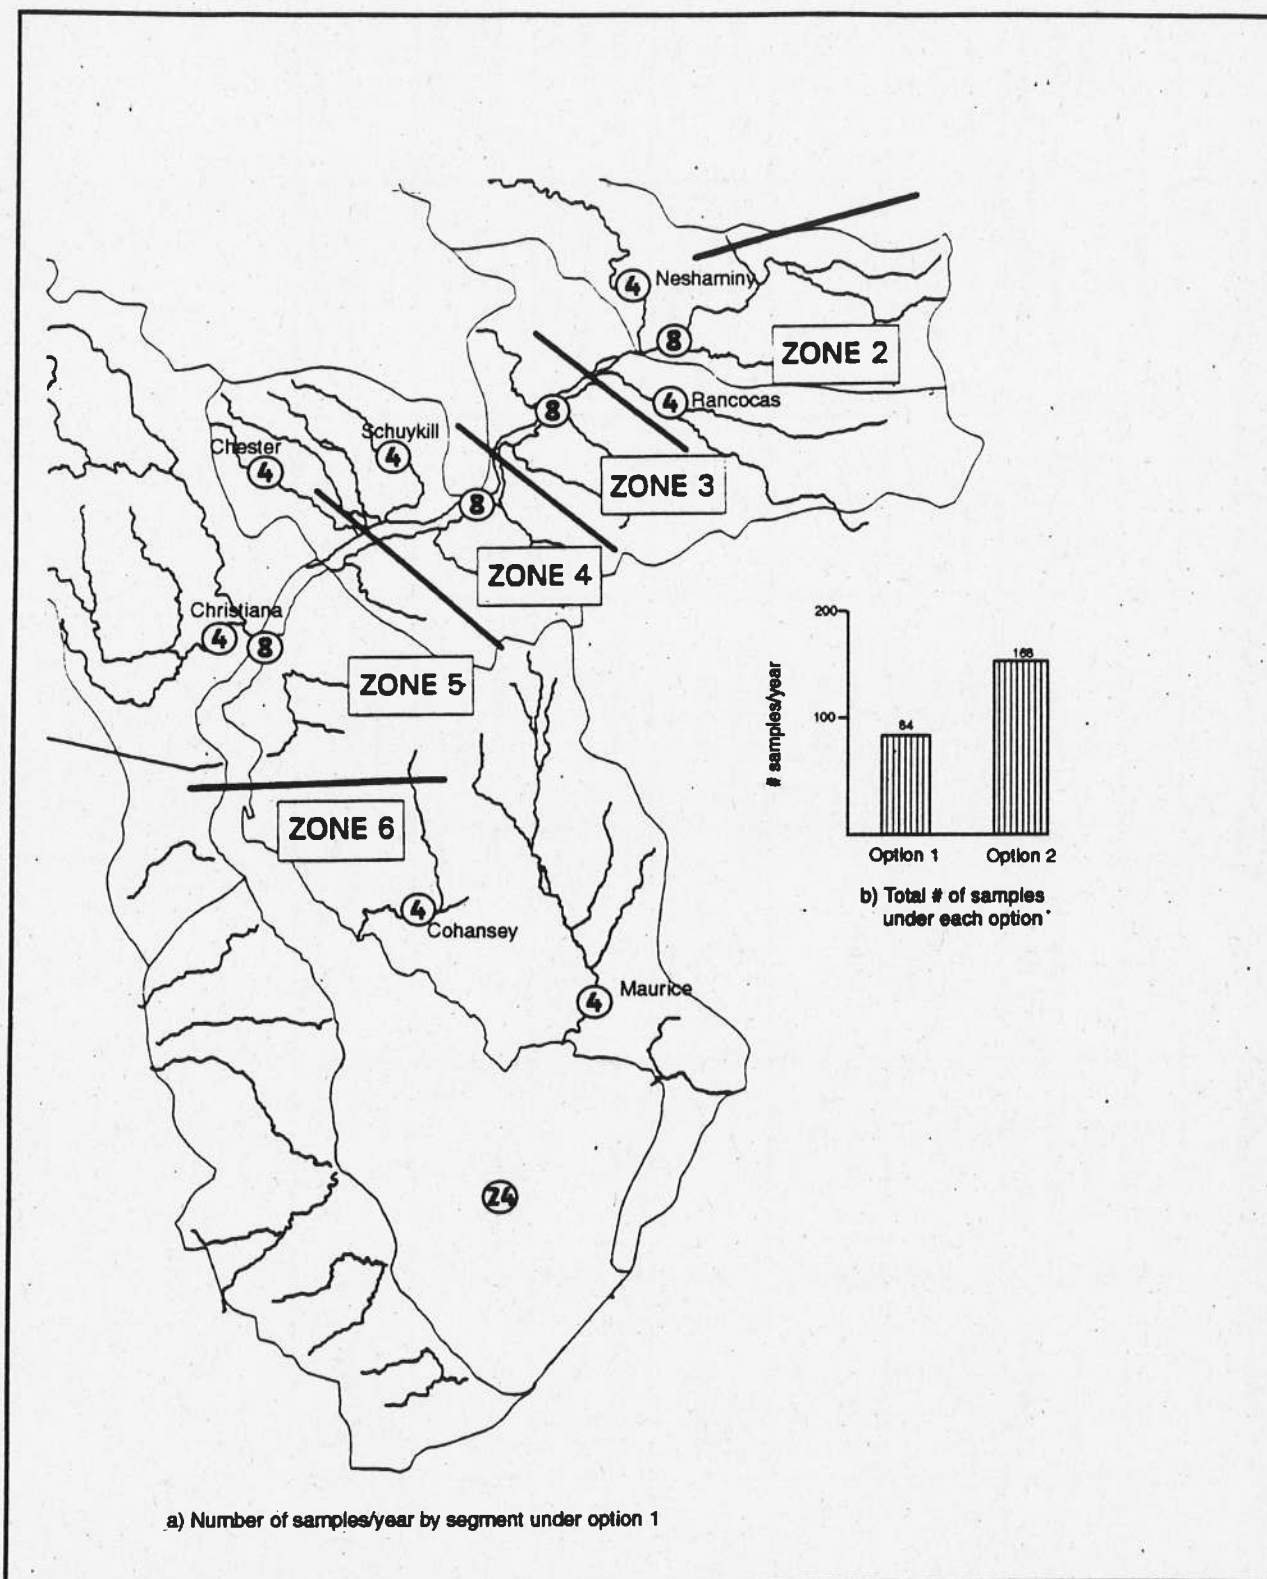 4 Neshaminy
8
ZONE 2
4 Rancocas
8
Schuykill
4
Chester
4
ZONE 3
8
ZONE 4
Christiana
4 8
ZONE 5
ZONE 6
4
Cohansey
Maurice
4
24
200
100
# samples/year
84
168
Option 1 Option 2
b) Total # of samples
under each option
a) Number of samples/year by segment under option 1